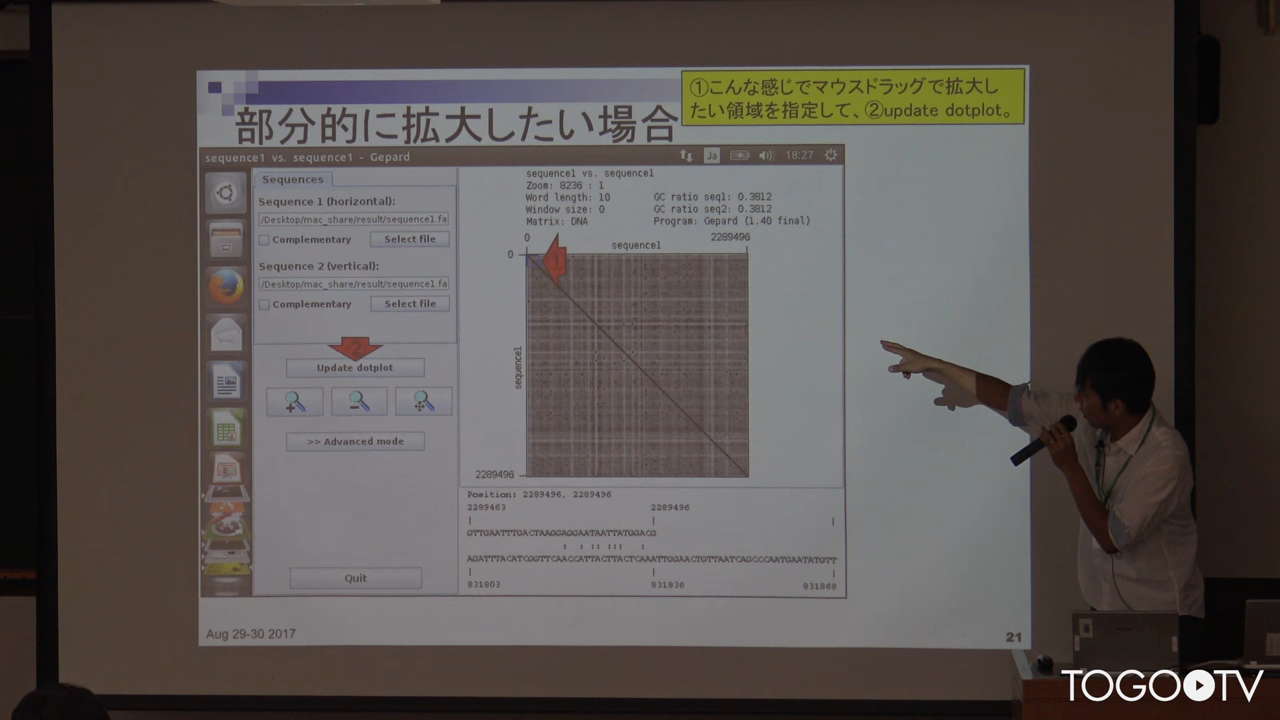 ①こんな感じでマウスドラッグで拡大し
たい領域を指定して、②update dotplot。
部分的に拡大したい場合
sequence1 vs. sequence1 - Gepard
Ja
18:27
Sequences
Sequence 1 (horizontal):
/Desktop/mac_share/result/sequence1.fa
Complementary
Select file
Sequence 2 (vertical):
/Desktop/mac_share/result/sequence1.fa
Complementary
Select file
2
Update dotplot
>> Advanced mode
Quit
sequence1 vs. sequence1
Zoom: 8236 : 1
Word length: 10
GC ratio seq1: 0.3812
Window size: 0
GC ratio seq2: 0.3812
Matrix: DNA
Program: Gepard (1.40 final)
0
sequence1
2289496
0
1
sequence1
2289496
Position: 2289496, 2289496
2289463
2289496
GTTGAATTTGACTAAGGAGGAATAATTATGGACG
AGATTTACATCGGTTCAACCATTACTTACTCAAATTGGAACTGTTAATCAGCCCAATGAATATGTT
831803
831836
831868
Aug 29-30 2017
21
TOGO TV